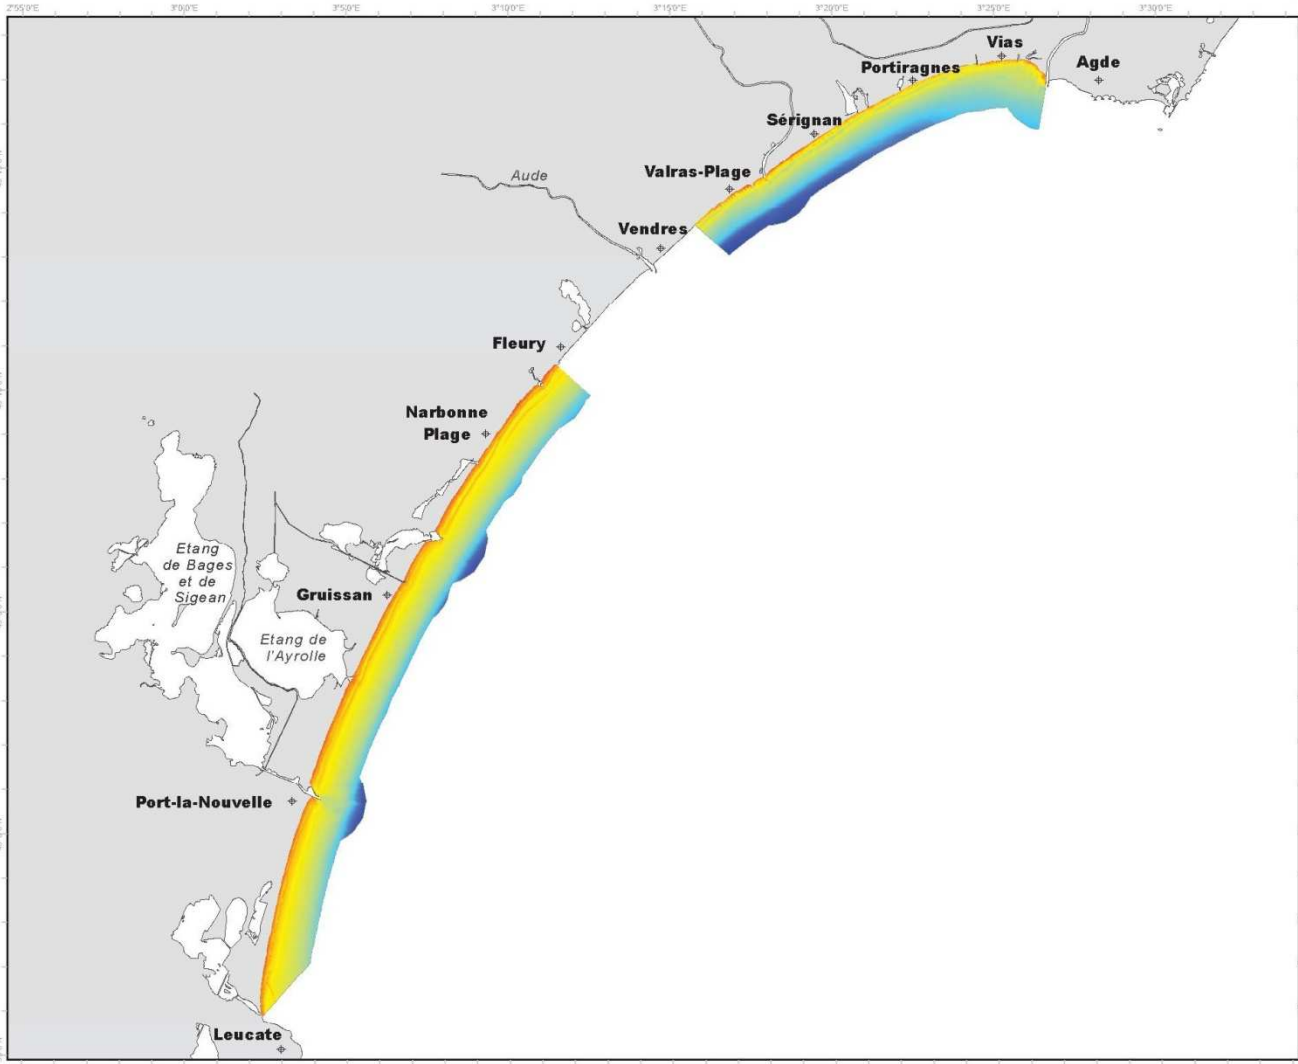 2°55'0"E
3°0'0"E
3°5'0"E
3°10'0"E
3°15'0"E
3°20'0"E
3°25'0"E
3°30'0"E
Vias
Agde
Portiragnes
Sérignan
Valras-Plage
Aude
Vendres
Fleury
Narbonne
Plage
Etang
de Bages
et de
Sigean
Gruissan
Etang de
l'Ayrolle
Port-la-Nouvelle
Leucate